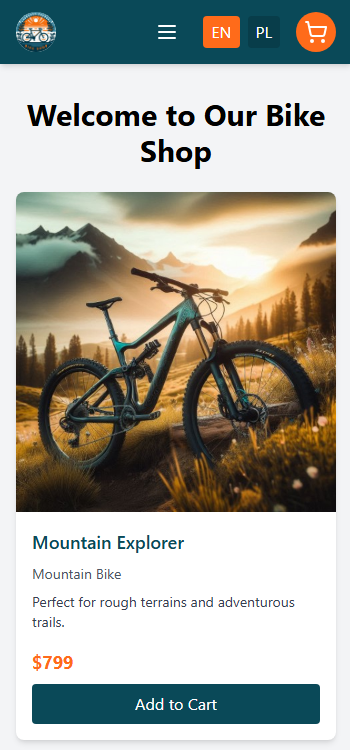 EN
PL
Welcome to Our Bike
Shop
Mountain Explorer
Mountain Bike
Perfect for rough terrains and adventurous
trails.
$799
Add to Cart